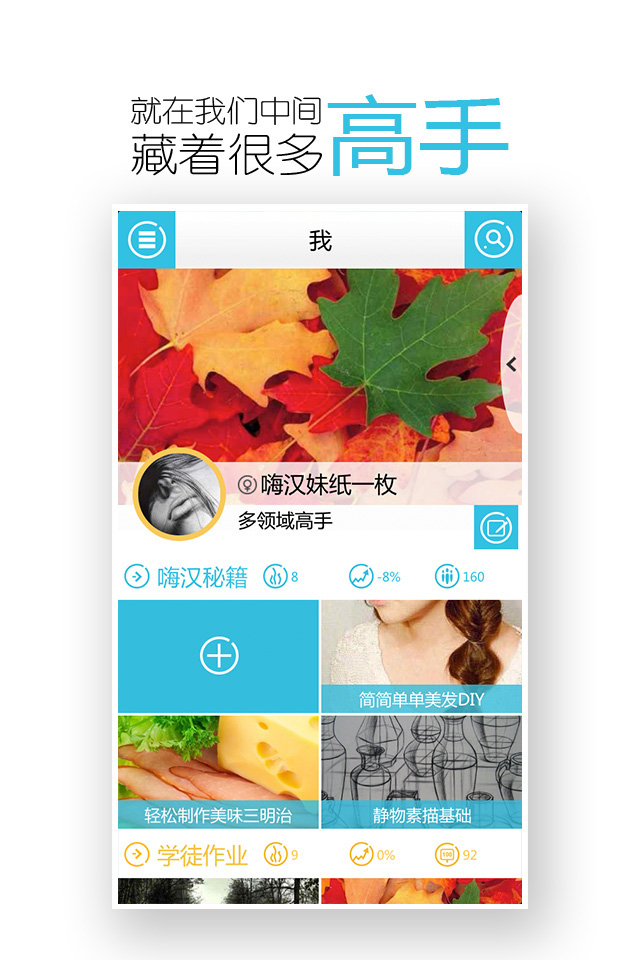 就在我们中间
藏着很多高手
我
嗨汉妹纸一枚
多领域高手
嗨汉秘籍 8 -8% 160
简简单单美发DIY
轻松制作美味三明治 静物素描基础
学徒作业 9 0% 100 92